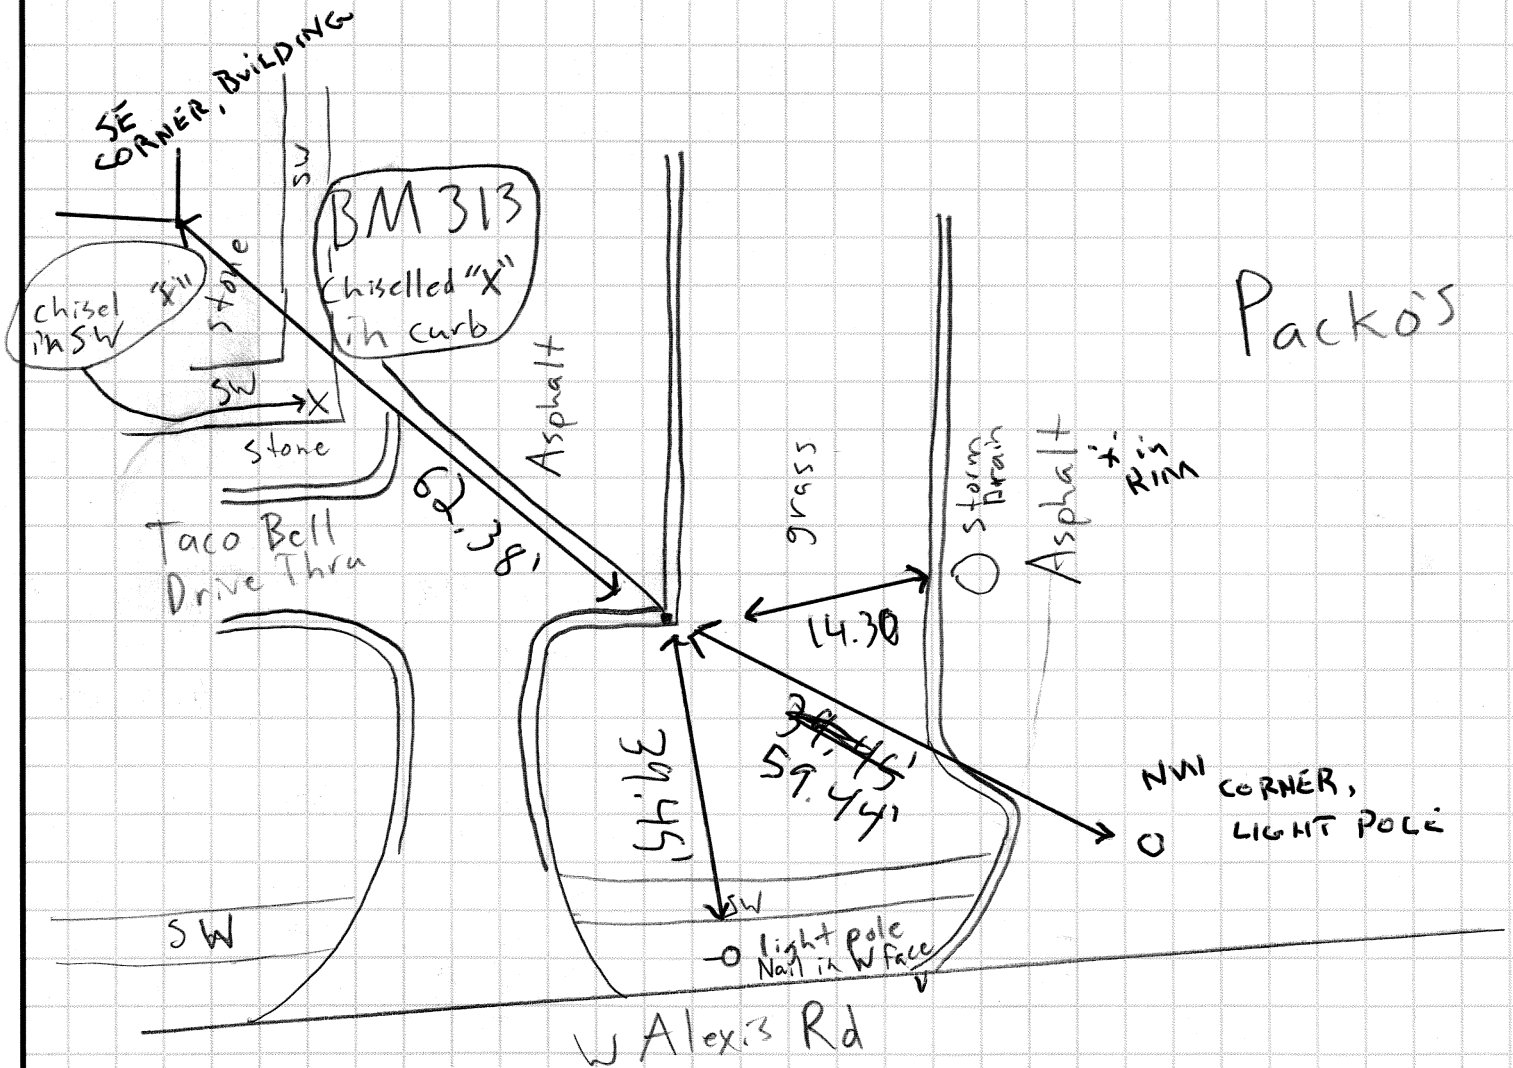 SE
CORNER, BUILDING
SW
BM 313
Chiselled "X"
in curb
chisel "X"
in SW
stone
SW
X
stone
Asphalt
62.38'
Taco Bell
Drive Thru
grass
Storm
Drain
Asphalt
"X" in
RIM
Packo's
14.30
39.45'
59.44'
39.45'
NW CORNER,
LIGHT POLE
SW
SW
light pole
Nail in W face
W Alexis Rd